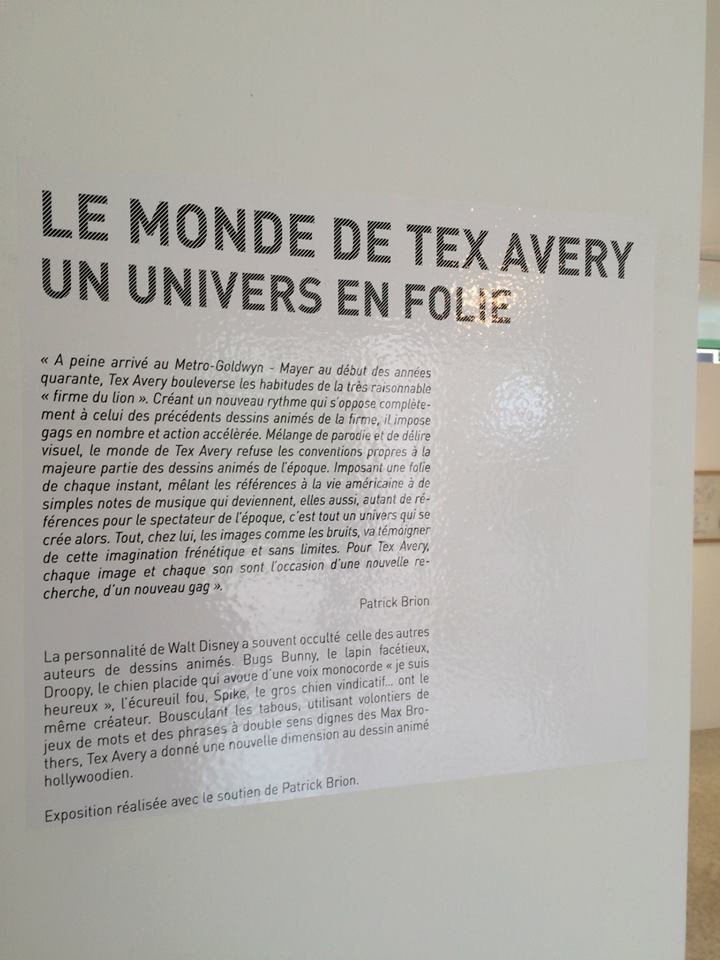 LE MONDE DE TEX AVERY
UN UNIVERS EN FOLIE
« A peine arrivé au Metro-Goldwyn - Mayer au début des années
quarante, Tex Avery bouleverse les habitudes de la très raisonnable
« firme du lion ». Créant un nouveau rythme qui s'oppose complète-
ment à celui des précédents dessins animés de la firme, il impose
gags en nombre et action accélèrée. Mélange de parodie et de délire
visuel, le monde de Tex Avery refuse les conventions propres à la
majeure partie des dessins animés de l'époque. Imposant une folie
de chaque instant, mêlant les références à la vie américaine à de
simples notes de musique qui deviennent, elles aussi, autant de ré-
férences pour le spectateur de l'époque, c'est tout un univers qui se
crée alors. Tout, chez lui, les images comme les bruits, va témoigner
de cette imagination frénétique et sans limites. Pour Tex Avery,
chaque image et chaque son sont l'occasion d'une nouvelle re-
cherche, d'un nouveau gag ».
Patrick Brion
La personnalité de Walt Disney a souvent occulté celle des autres
auteurs de dessins animés. Bugs Bunny, le lapin facétieux,
Droopy, le chien placide qui avoue d'une voix monocorde « je suis
heureux », l'écureuil fou, Spike, le gros chien vindicatif... ont le
même créateur. Bousculant les tabous, utilisant volontiers de
jeux de mots et des phrases à double sens dignes des Max Bro-
thers, Tex Avery a donné une nouvelle dimension au dessin animé
hollywoodien.
Exposition réalisée avec le soutien de Patrick Brion.